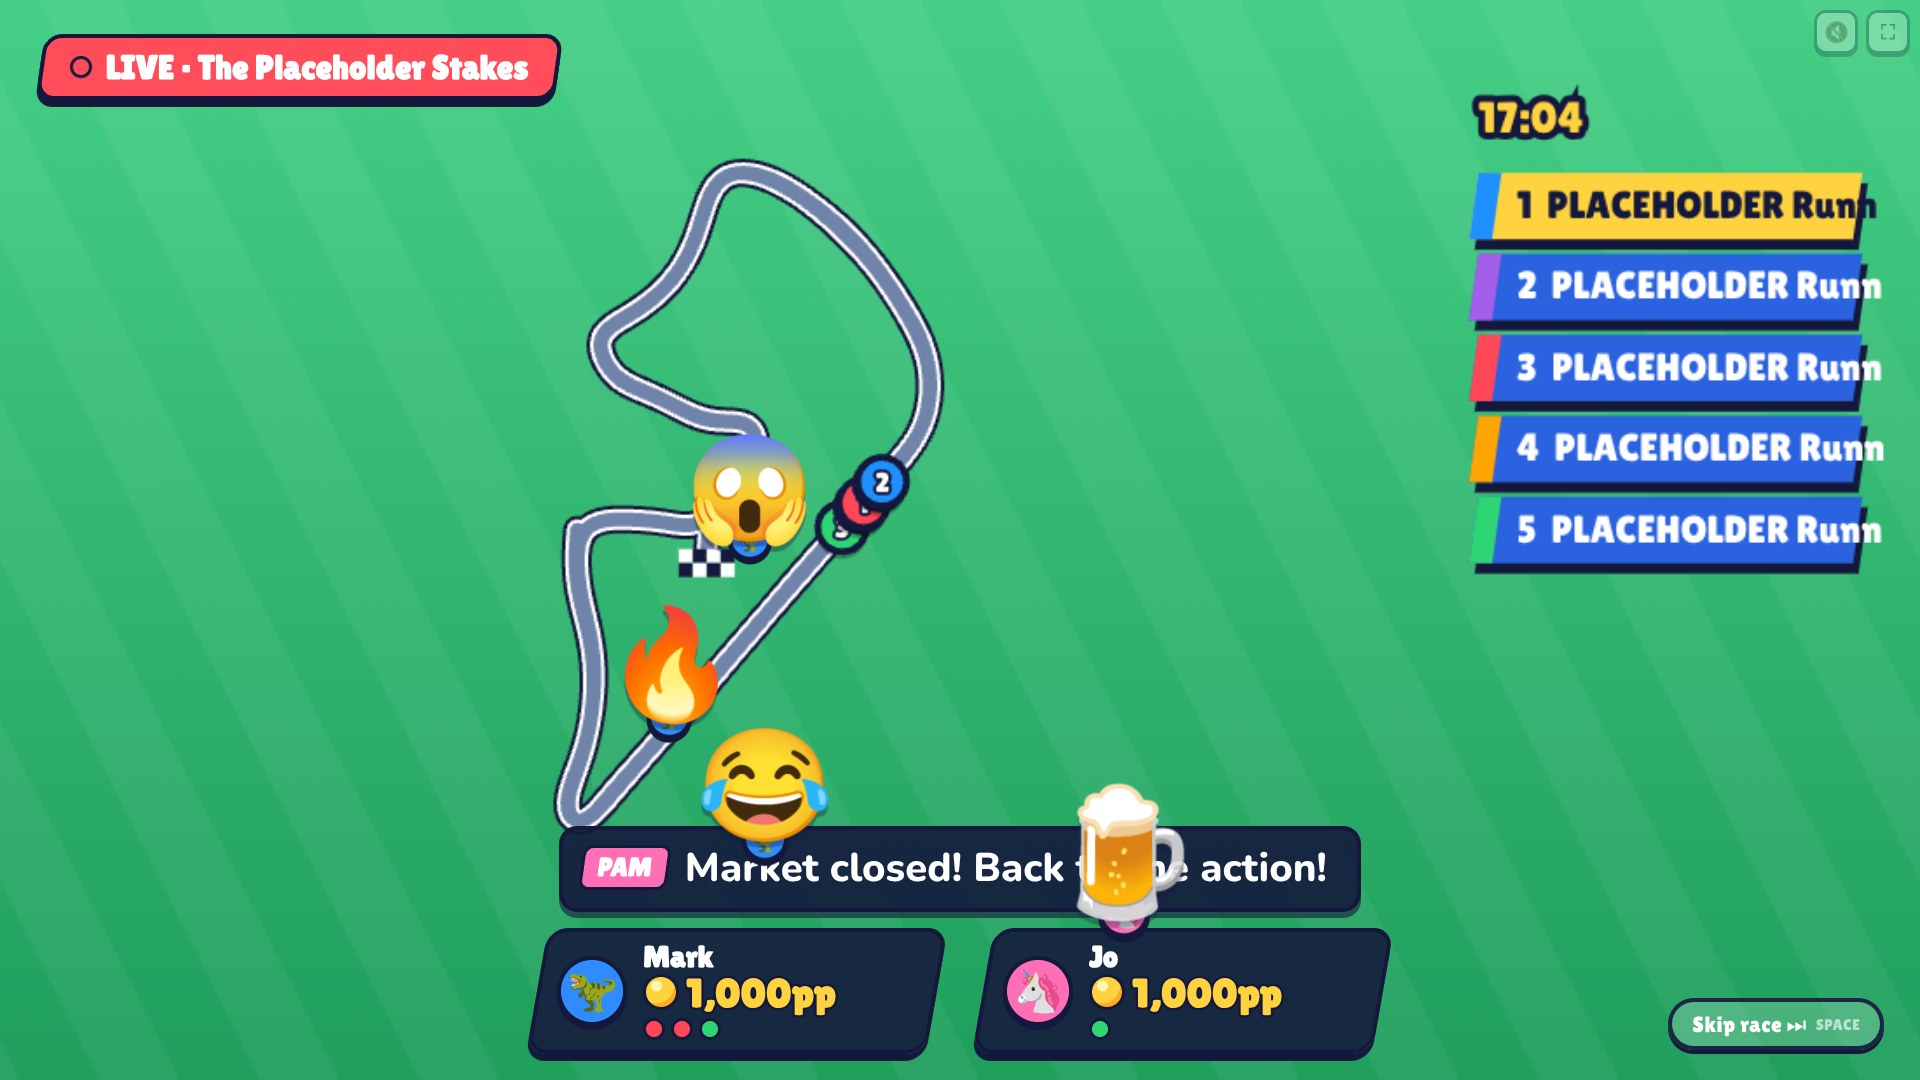 LIVE · The Placeholder Stakes
17:04
1 PLACEHOLDER Runn
2 PLACEHOLDER Runn
3 PLACEHOLDER Runn
4 PLACEHOLDER Runn
5 PLACEHOLDER Runn
2
PAM Market closed! Back action!
Mark
1,000pp
Jo
1,000pp
Skip race SPACE